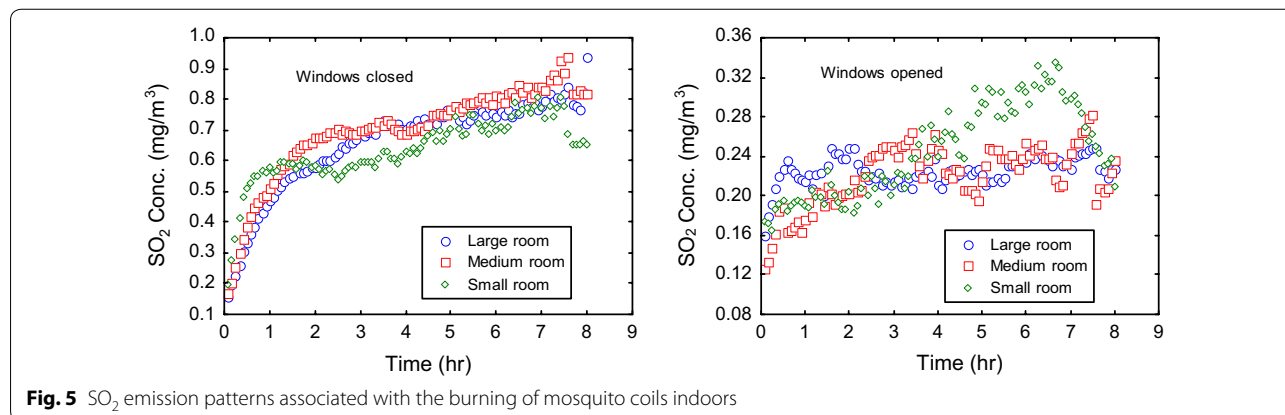 1.0
0.9
0.8
0.7
0.6
0.5
0.4
0.3
0.2
0.1
SO₂ Conc. (mg/m³)
Windows closed
Large room
Medium room
Small room
0 1 2 3 4 5 6 7 8 9
Time (hr)
0.36
0.32
0.28
0.24
0.20
0.16
0.12
0.08
SO₂ Conc. (mg/m³)
Windows opened
Large room
Medium room
Small room
0 1 2 3 4 5 6 7 8 9
Time (hr)
Fig. 5 SO₂ emission patterns associated with the burning of mosquito coils indoors